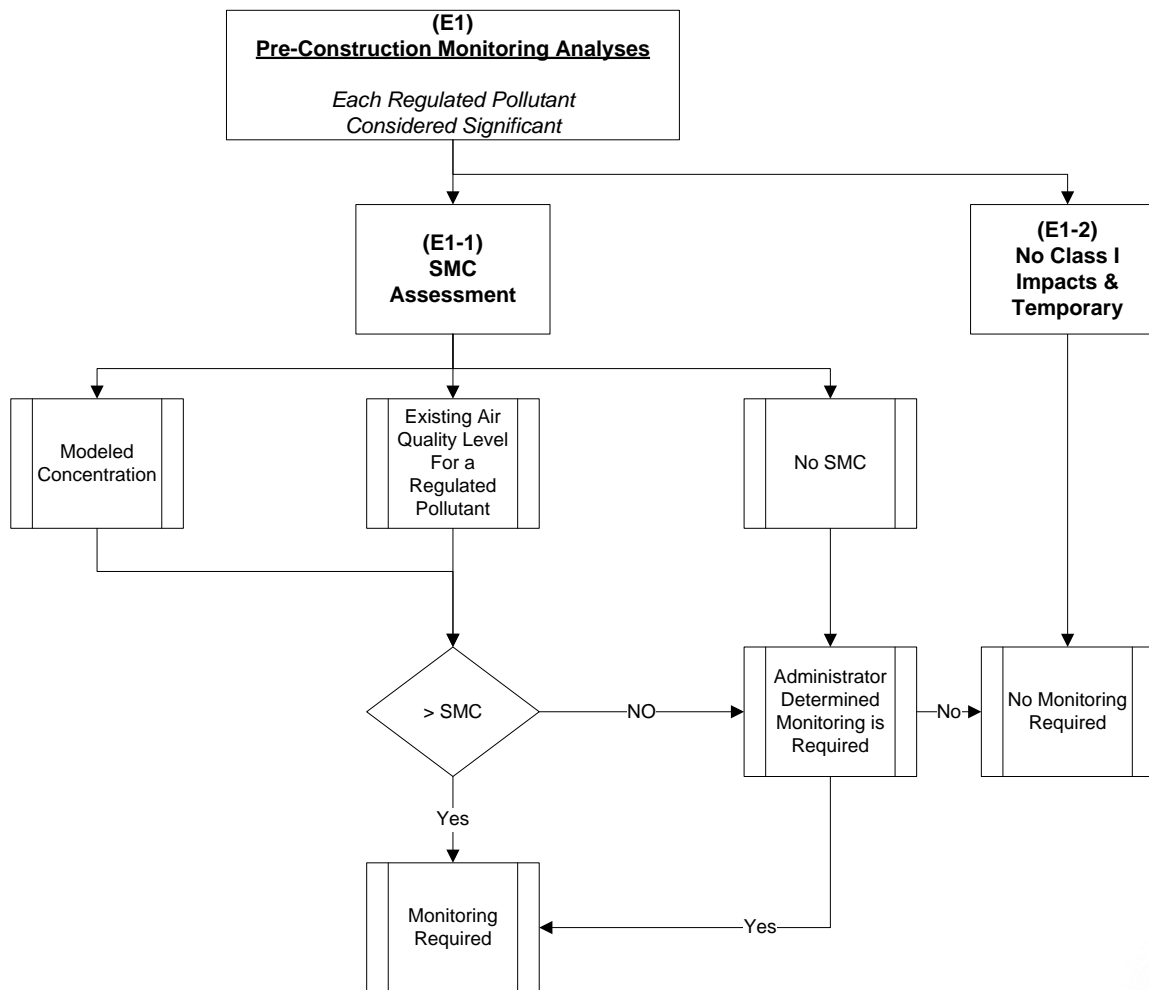 (E1)
Pre-Construction Monitoring Analyses
Each Regulated Pollutant
Considered Significant
(E1-1)
SMC
Assessment
(E1-2)
No Class I
Impacts &
Temporary
Modeled
Concentration
Existing Air
Quality Level
For a
Regulated
Pollutant
No SMC
> SMC
NO
Administrator
Determined
Monitoring is
Required
No
No Monitoring
Required
Yes
Monitoring
Required
Yes